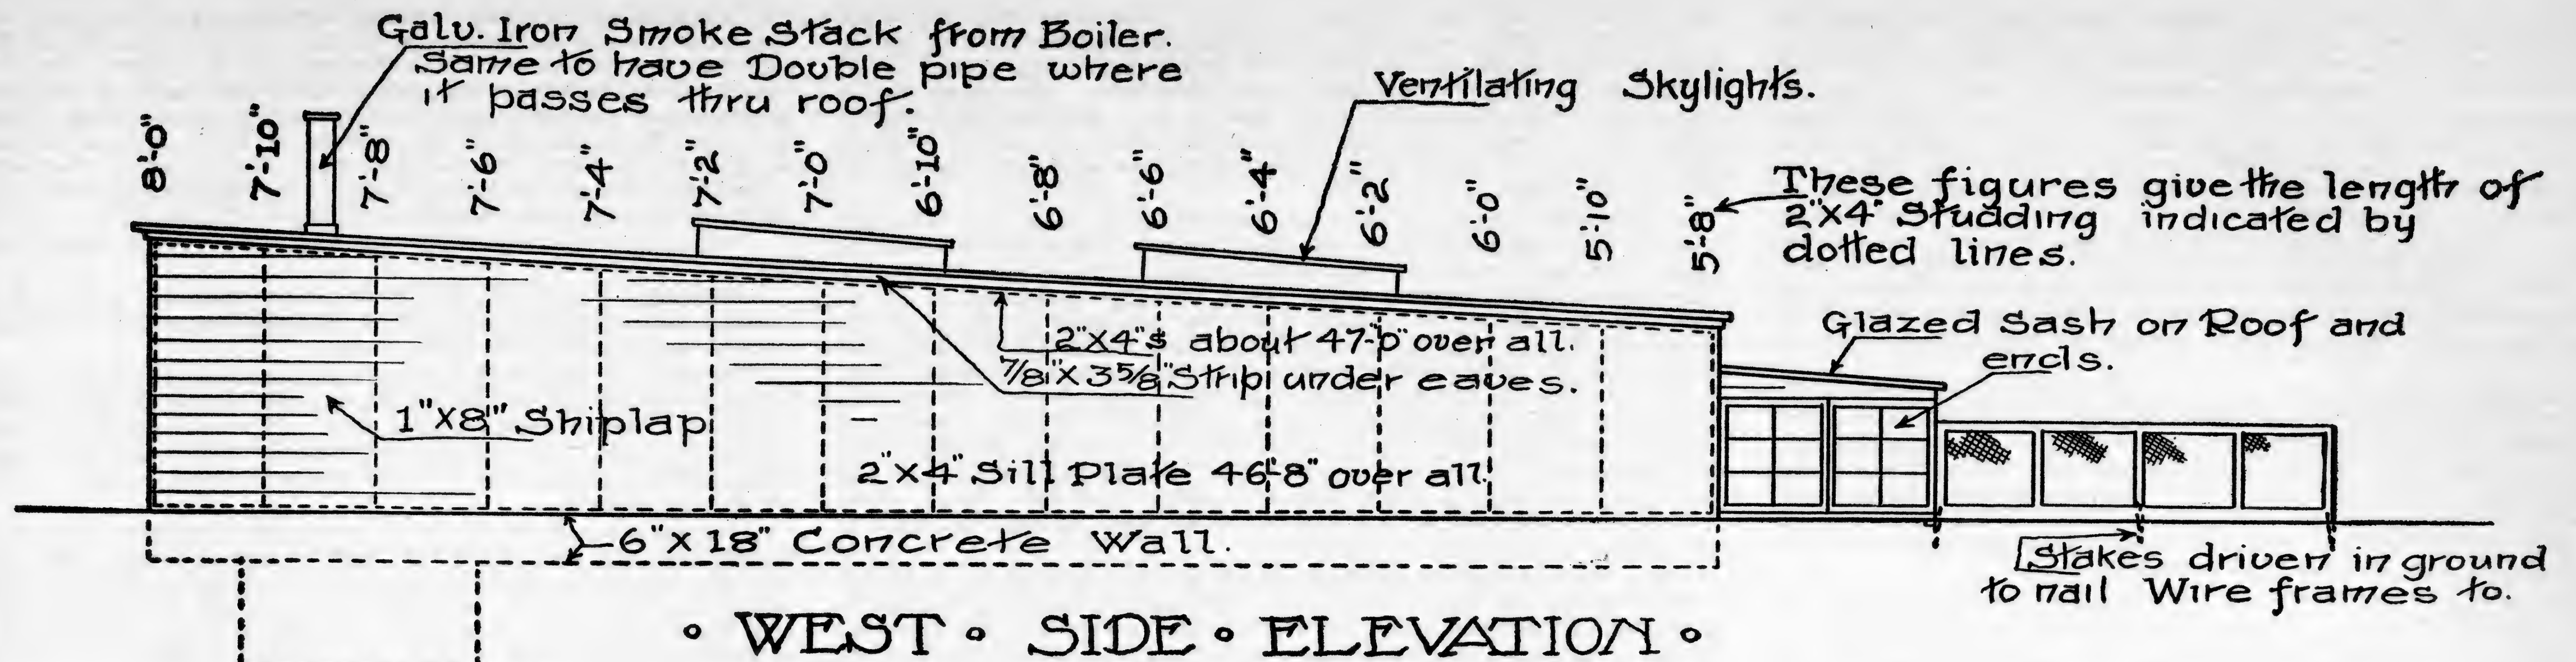 Galv. Iron Smoke Stack from Boiler.
Same to have Double pipe where
it passes thru roof.
Ventilating Skylights.
8'-0" 7'-10" 7'-8" 7'-6" 7'-4" 7'-2" 7'-0" 6'-10" 6'-8" 6'-6" 6'-4" 6'-2" 6'-0" 5'-10" 5'-8"
These figures give the length of
2"X4" Studding indicated by
dotted lines.
2"X4"s about 47'-0" over all.
7/8"X 3 5/8" Strip under eaves.
Glazed Sash on Roof and
ends.
1"X8" Shiplap
2"X4" Sill Plate 46'-8" over all
6"X18" Concrete Wall.
Stakes driven in ground
to nail Wire frames to.
• WEST • SIDE • ELEVATION •